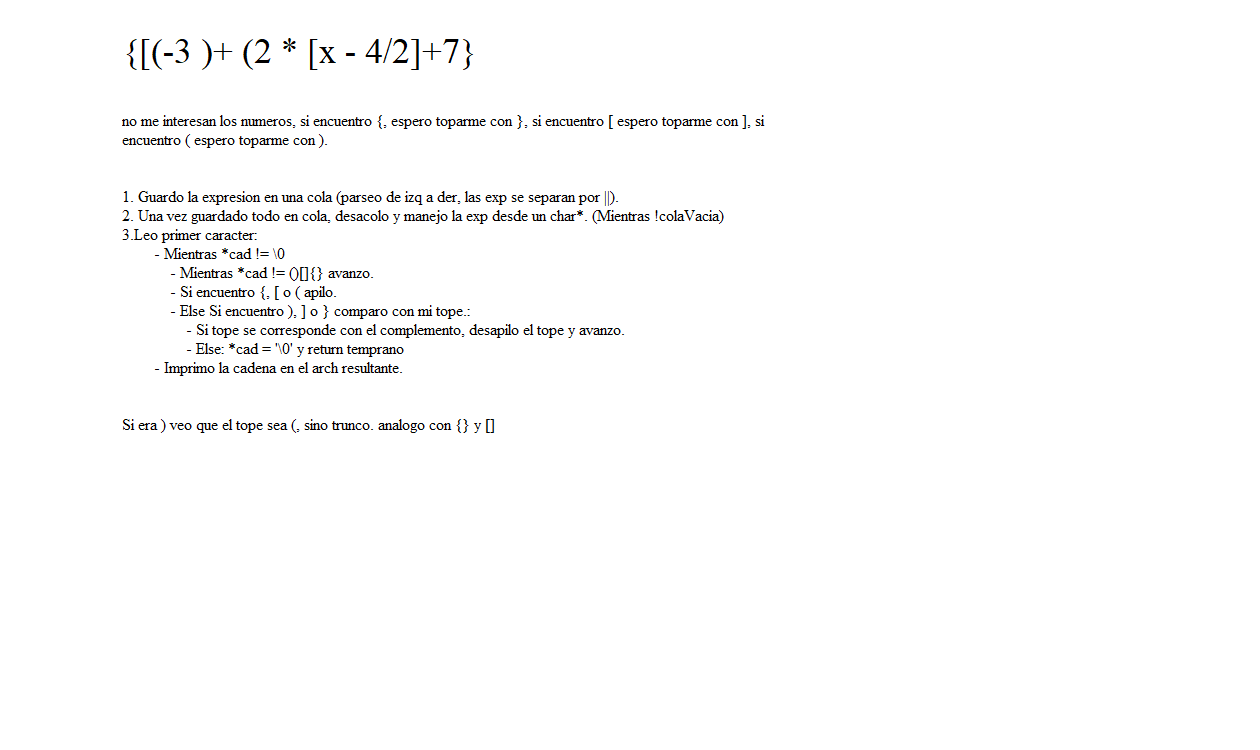 {[(-3 )+ (2 * [x - 4/2]+7}
no me interesan los numeros, si encuentro {, espero toparme con }, si encuentro [ espero toparme con ], si
encuentro ( espero toparme con ).
1. Guardo la expresion en una cola (parseo de izq a der, las exp se separan por ||).
2. Una vez guardado todo en cola, desacolo y manejo la exp desde un char*. (Mientras !colaVacia)
3.Leo primer caracter:
- Mientras *cad != \0
- Mientras *cad != ()[]{} avanzo.
- Si encuentro {, [ o ( apilo.
- Else Si encuentro ), ] o } comparo con mi tope.:
- Si tope se corresponde con el complemento, desapilo el tope y avanzo.
- Else: *cad = '\0' y return temprano
- Imprimo la cadena en el arch resultante.
Si era ) veo que el tope sea (, sino trunco. analogo con {} y []